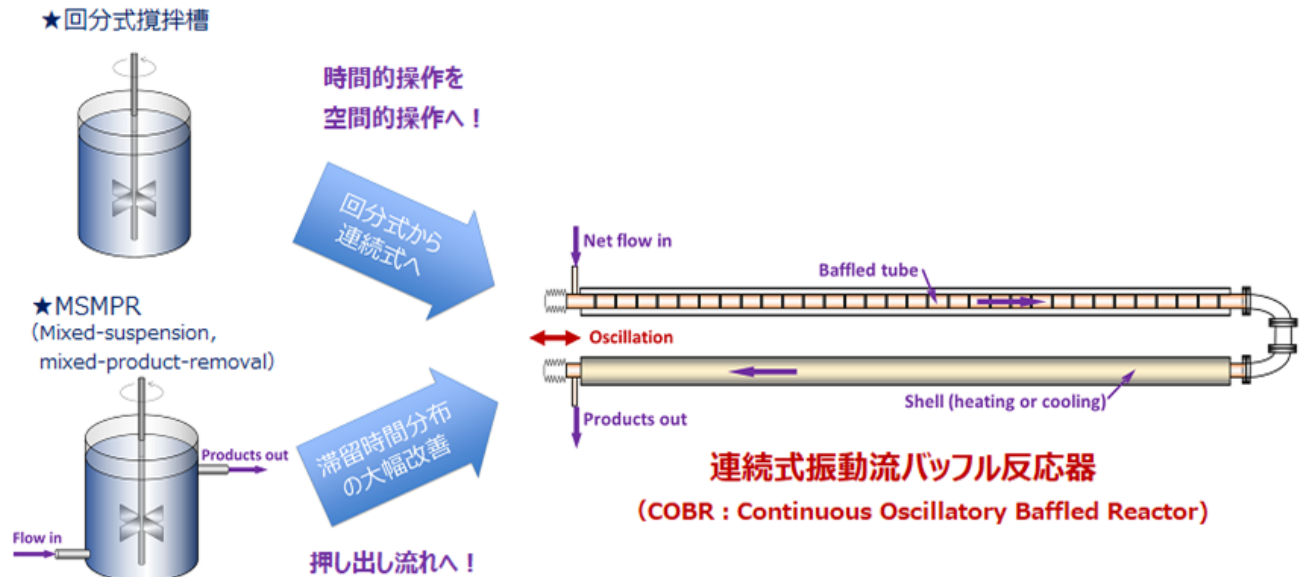 ★回分式撹拌槽
時間的操作を
空間的操作へ！
回分式から
連続式へ
★MSMPR
(Mixed-suspension,
mixed-product-removal)
Products out
Flow in
滞留時間分布
の大幅改善
押し出し流れへ！
Net flow in
Baffled tube
Oscillation
Shell (heating or cooling)
Products out
連続式振動流バッフル反応器
（COBR：Continuous Oscillatory Baffled Reactor)